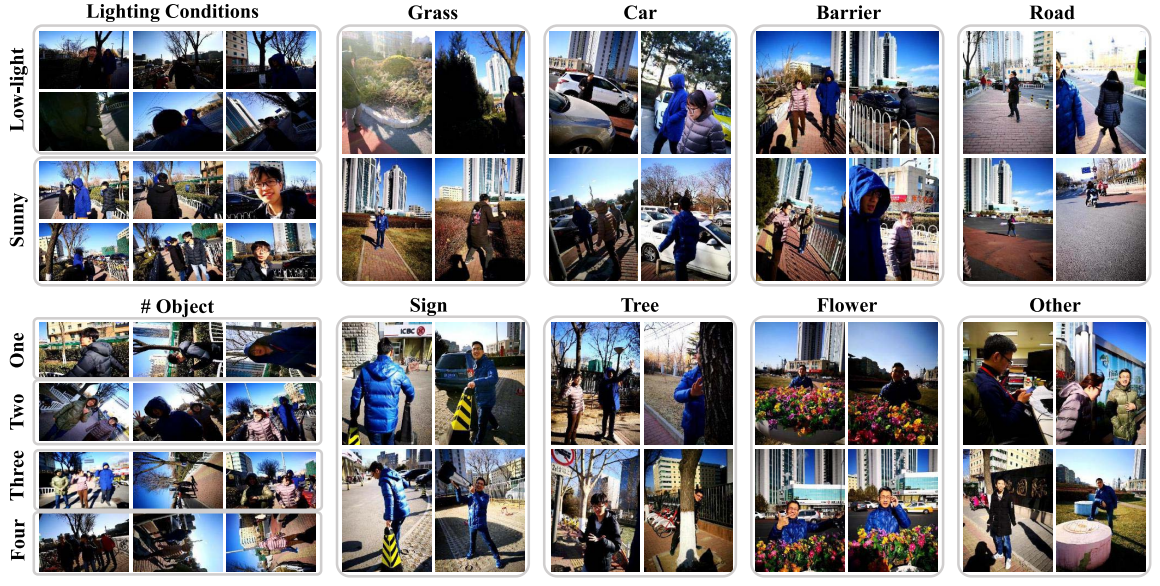 Lighting Conditions
Grass
Car
Barrier
Road
Low-light
Sunny
# Object
Sign
Tree
Flower
Other
One
Two
Three
Four
ICBC